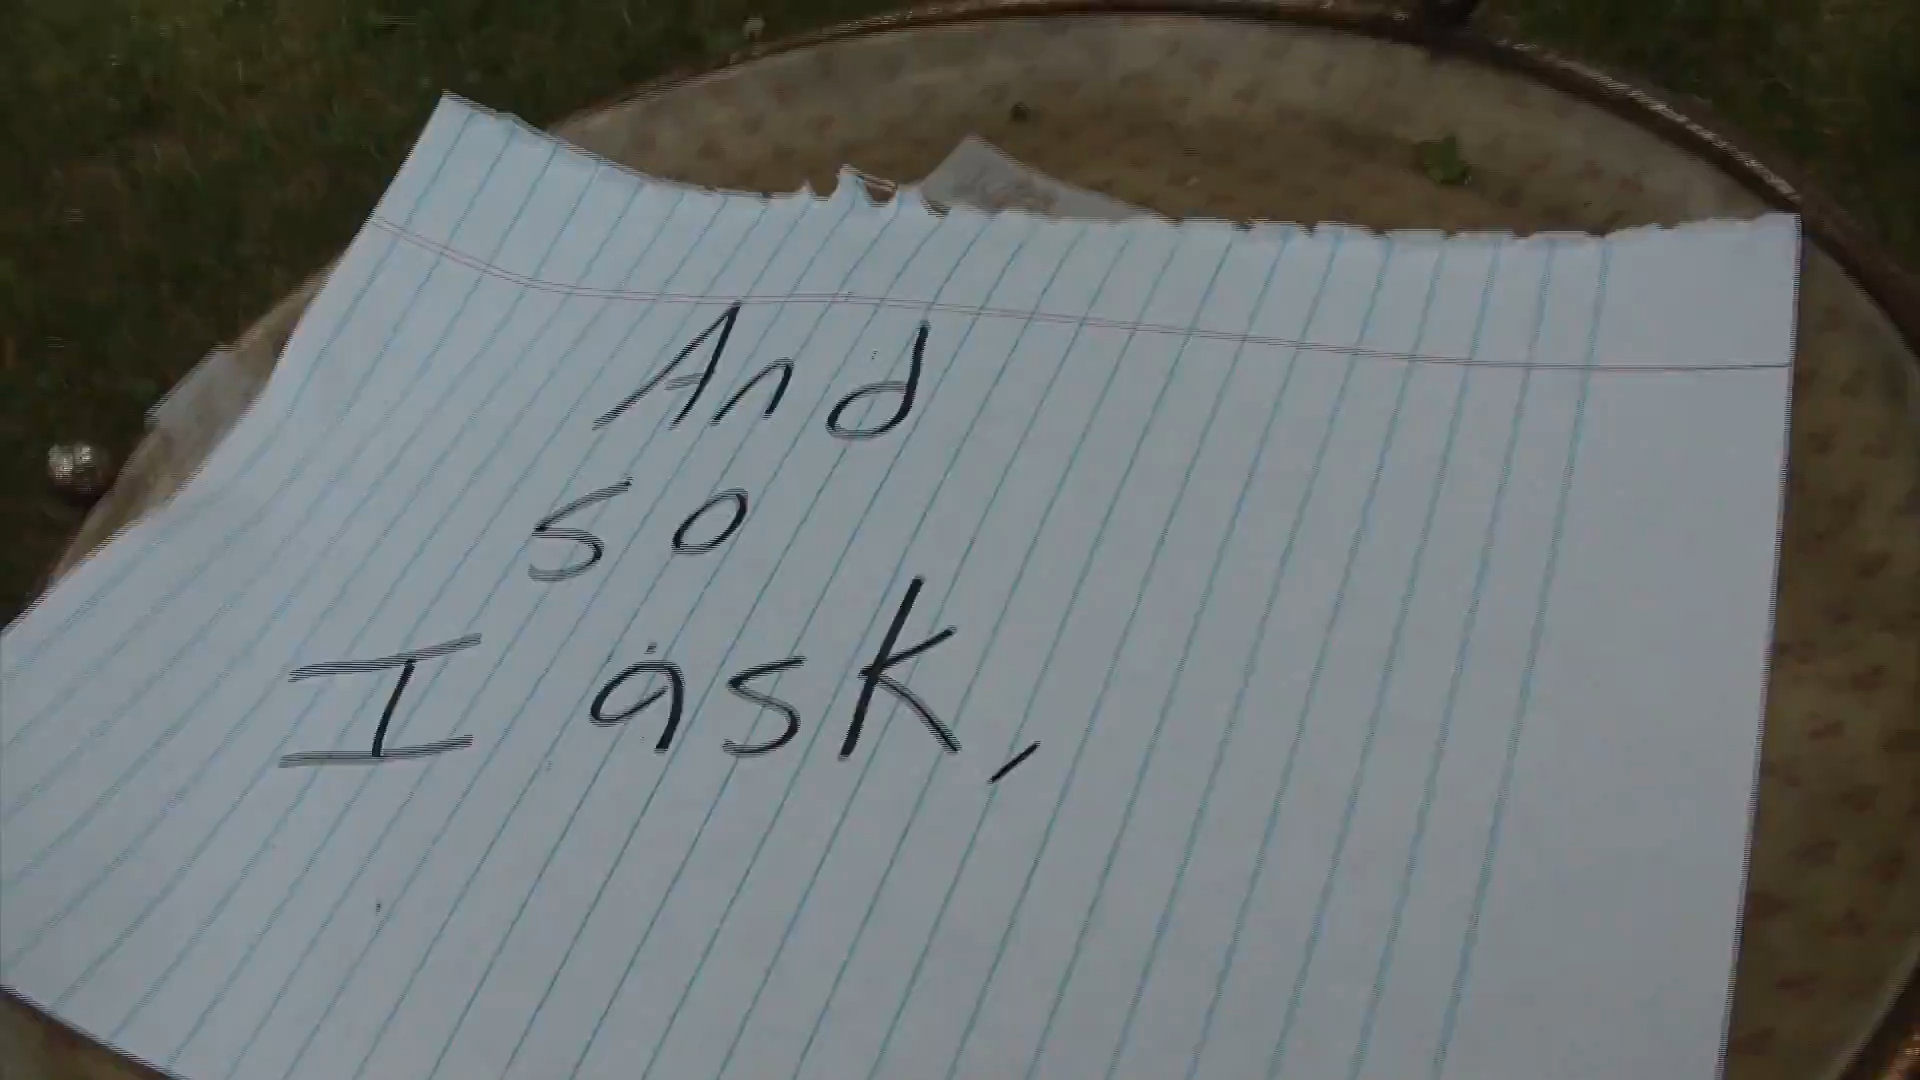 And
so
I ask,